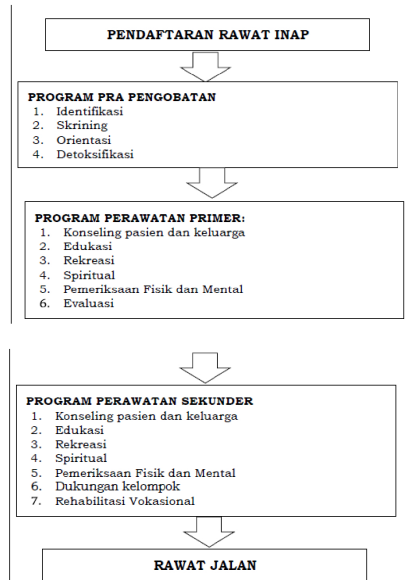 PENDAFTARAN RAWAT INAP
PROGRAM PRA PENGOBATAN
1. Identifikasi
2. Skrining
3. Orientasi
4. Detoksifikasi
PROGRAM PERAWATAN PRIMER:
1. Konseling pasien dan keluarga
2. Edukasi
3. Rekreasi
4. Spiritual
5. Pemeriksaan Fisik dan Mental
6. Evaluasi
PROGRAM PERAWATAN SEKUNDER
1. Konseling pasien dan keluarga
2. Edukasi
3. Rekreasi
4. Spiritual
5. Pemeriksaan Fisik dan Mental
6. Dukungan kelompok
7. Rehabilitasi Vokasional
RAWAT JALAN